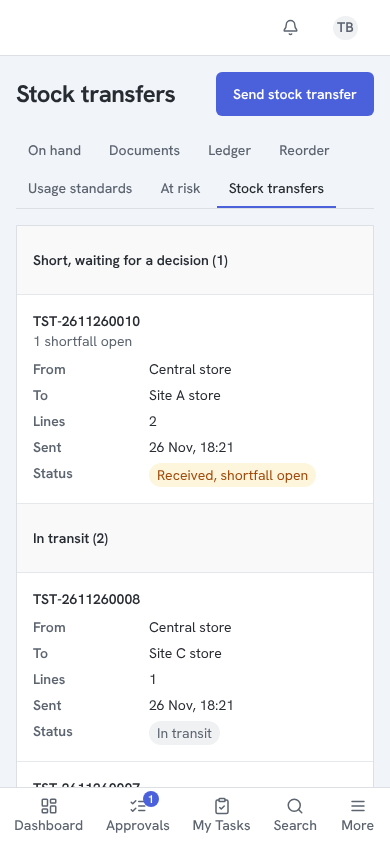 TB
Stock transfers
Send stock transfer
On hand
Documents
Ledger
Reorder
Usage standards
At risk
Stock transfers
Short, waiting for a decision (1)
TST-2611260010
1 shortfall open
From Central store
To Site A store
Lines 2
Sent 26 Nov, 18:21
Status Received, shortfall open
In transit (2)
TST-2611260008
From Central store
To Site C store
Lines 1
Sent 26 Nov, 18:21
Status In transit
TST-2611260007
1
Dashboard
Approvals
My Tasks
Search
More